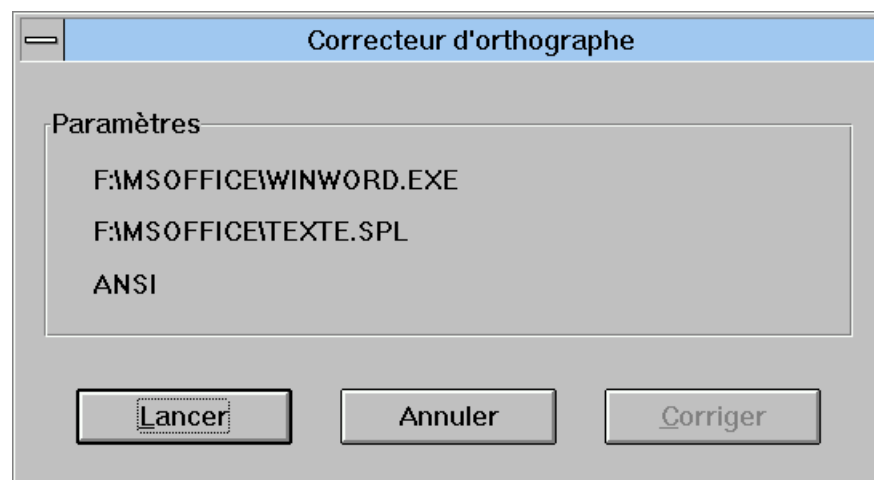 Correcteur d'orthographe
Paramètres
F:\MSOFFICE\WINWORD.EXE
F:\MSOFFICE\TEXTE.SPL
ANSI
Lancer Annuler Corriger